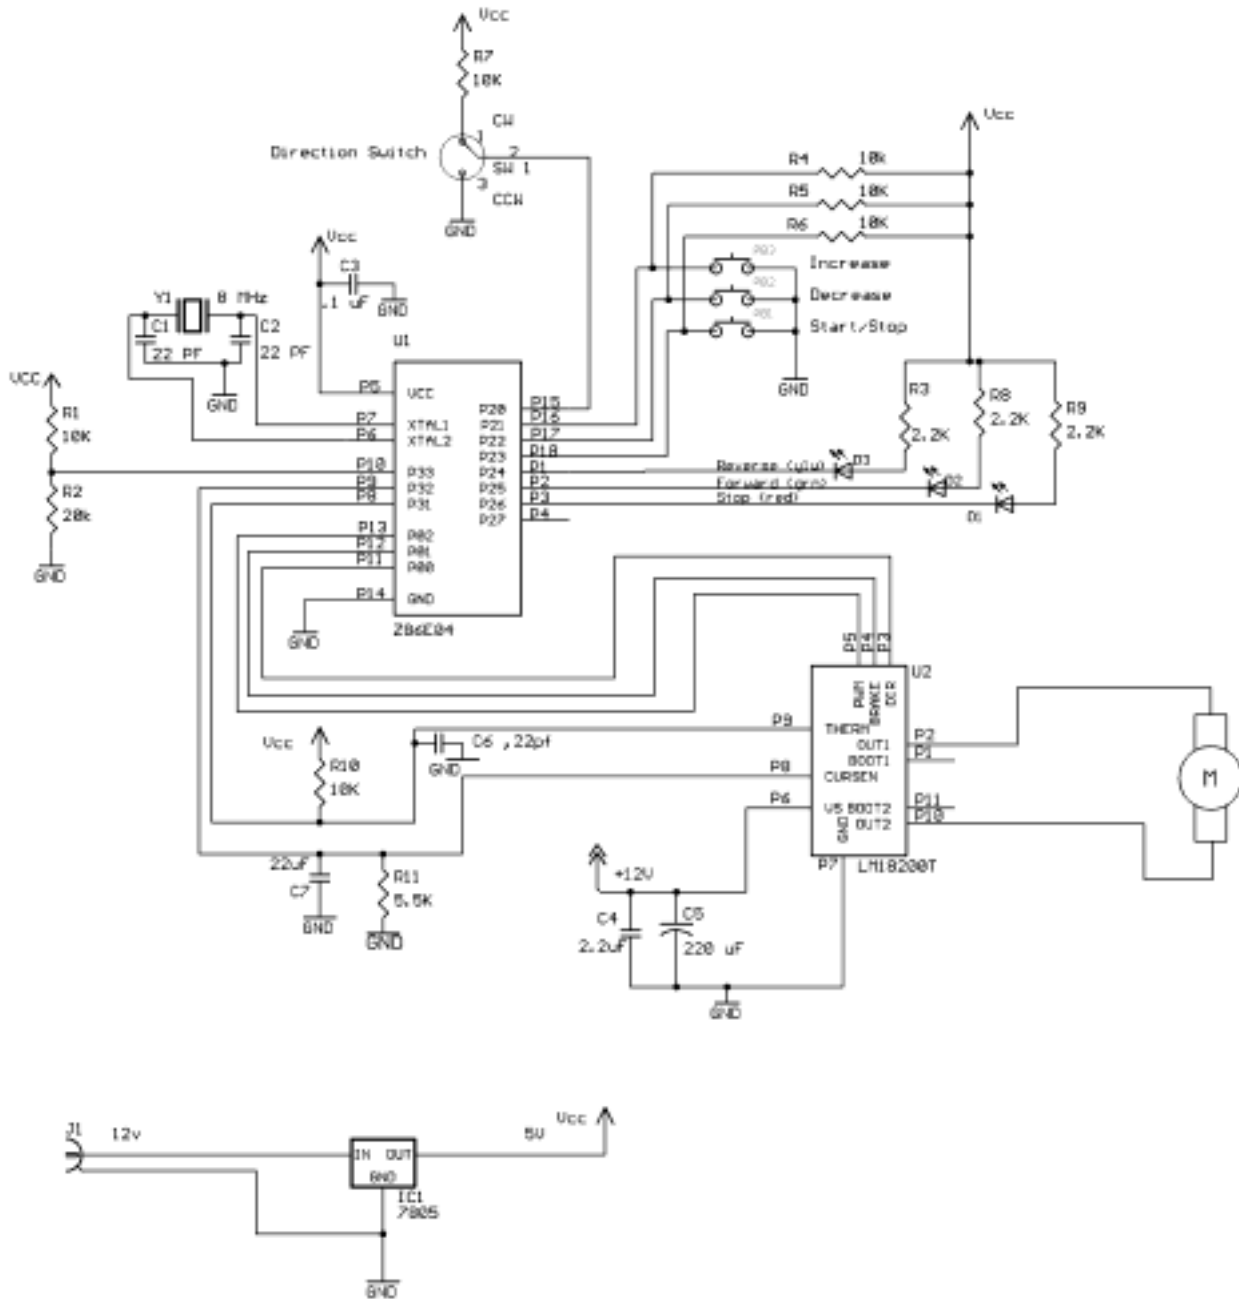 Vcc
R7
10K
CW
1
Direction Switch
2
SW 1
3
CCW
GND
Vcc
R4 10k
R5 10K
R6 10K
PB3 Increase
PB2 Decrease
PB1 Start/Stop
GND
Vcc
C3
.1 uF
GND
Y1 8 MHz
C1 C2
22 PF 22 PF
GND
VCC
R1
10K
R2
20k
GND
U1
P5 VCC
P7 XTAL1
P6 XTAL2
P10 P33
P9 P32
P8 P31
P13 P02
P12 P01
P11 P00
P14 GND
GND
Z86E04
P20 P15
P21 P16
P22 P17
P23 P18
P24 P1
P25 P2
P26 P3
P27 P4
R3
2.2K
R8
2.2K
R9
2.2K
Reverse (ylw) D3
Forward (grn) D2
Stop (red)
D1
P5 P4 P3
U2
PWM BRAKE DIR
P9 THERM
OUT1 P2
BOOT1 P1
P8 CURSEN
P6 VS BOOT2 P11
GND OUT2 P10
P7 LM18200T
M
Vcc
R10
10K
C6 ,22pf
GND
22uF
C7
GND
R11
5.5K
GND
+12V
C4
2.2uF
C5
220 uF
GND
J1 12v
IN OUT
GND
IC1
7805
5V Vcc
GND